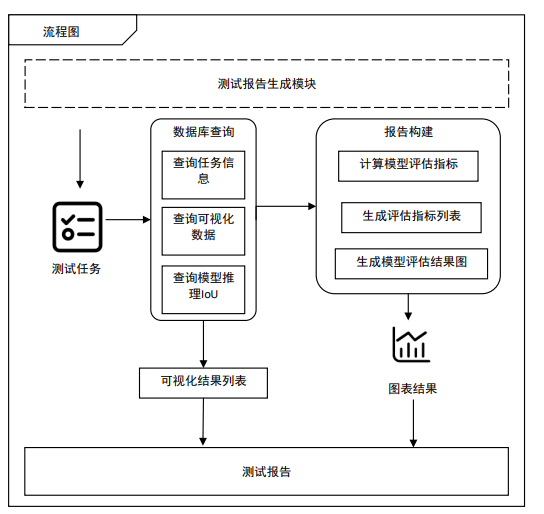 流程图
测试报告生成模块
数据库查询
查询任务信
息
查询可视化
数据
查询模型推
理IoU
报告构建
计算模型评估指标
生成评估指标列表
生成模型评估结果图
测试任务
可视化结果列表
图表结果
测试报告